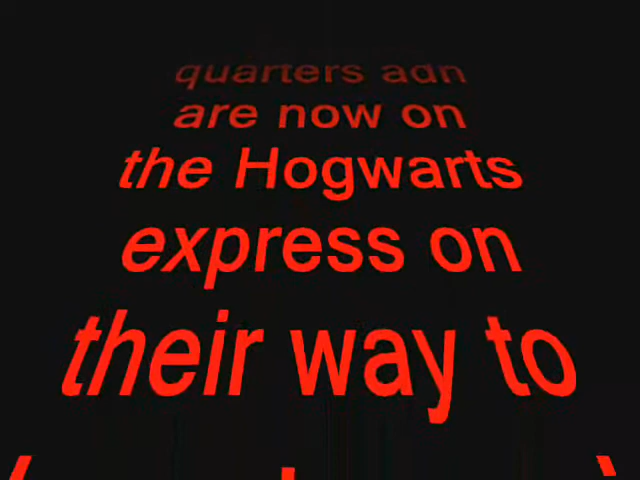 quarters adn
are now on
the Hogwarts
express on
their way to